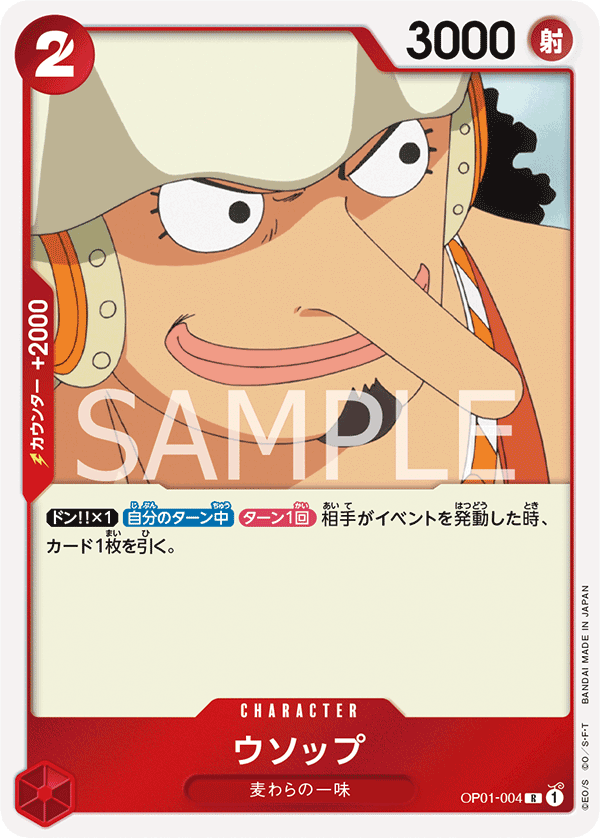 2
3000
射
カウンター +2000
SAMPLE
ドン!!×1 自分のターン中 ターン1回 相手がイベントを発動した時、
カード1枚を引く。
CHARACTER
ウソップ
麦わらの一味
OP01-004 R 1
©EO/S ©O/S・F・T BANDAI MADE IN JAPAN